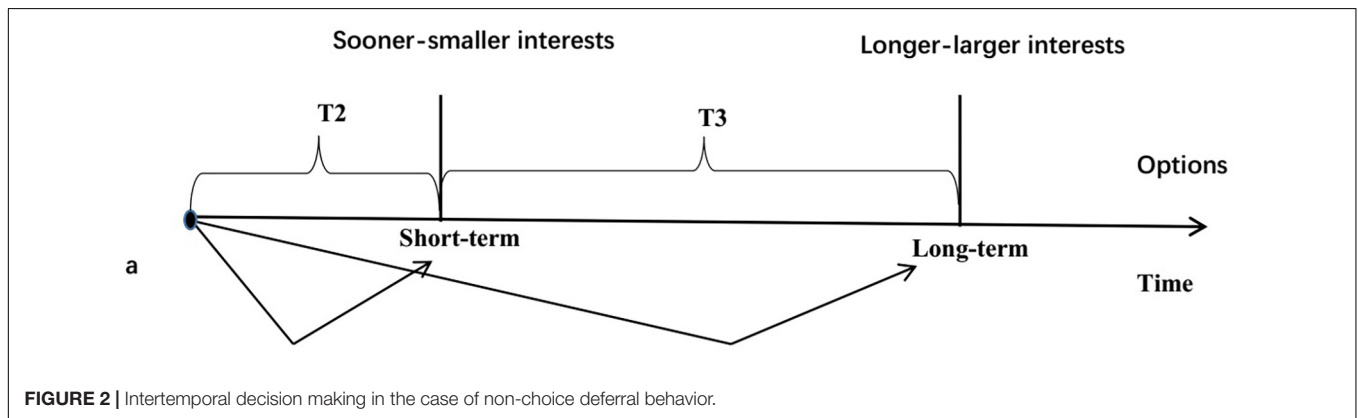 Sooner-smaller interests
Longer-larger interests
T2
T3
Options
Short-term
Long-term
a
Time
FIGURE 2 | Intertemporal decision making in the case of non-choice deferral behavior.